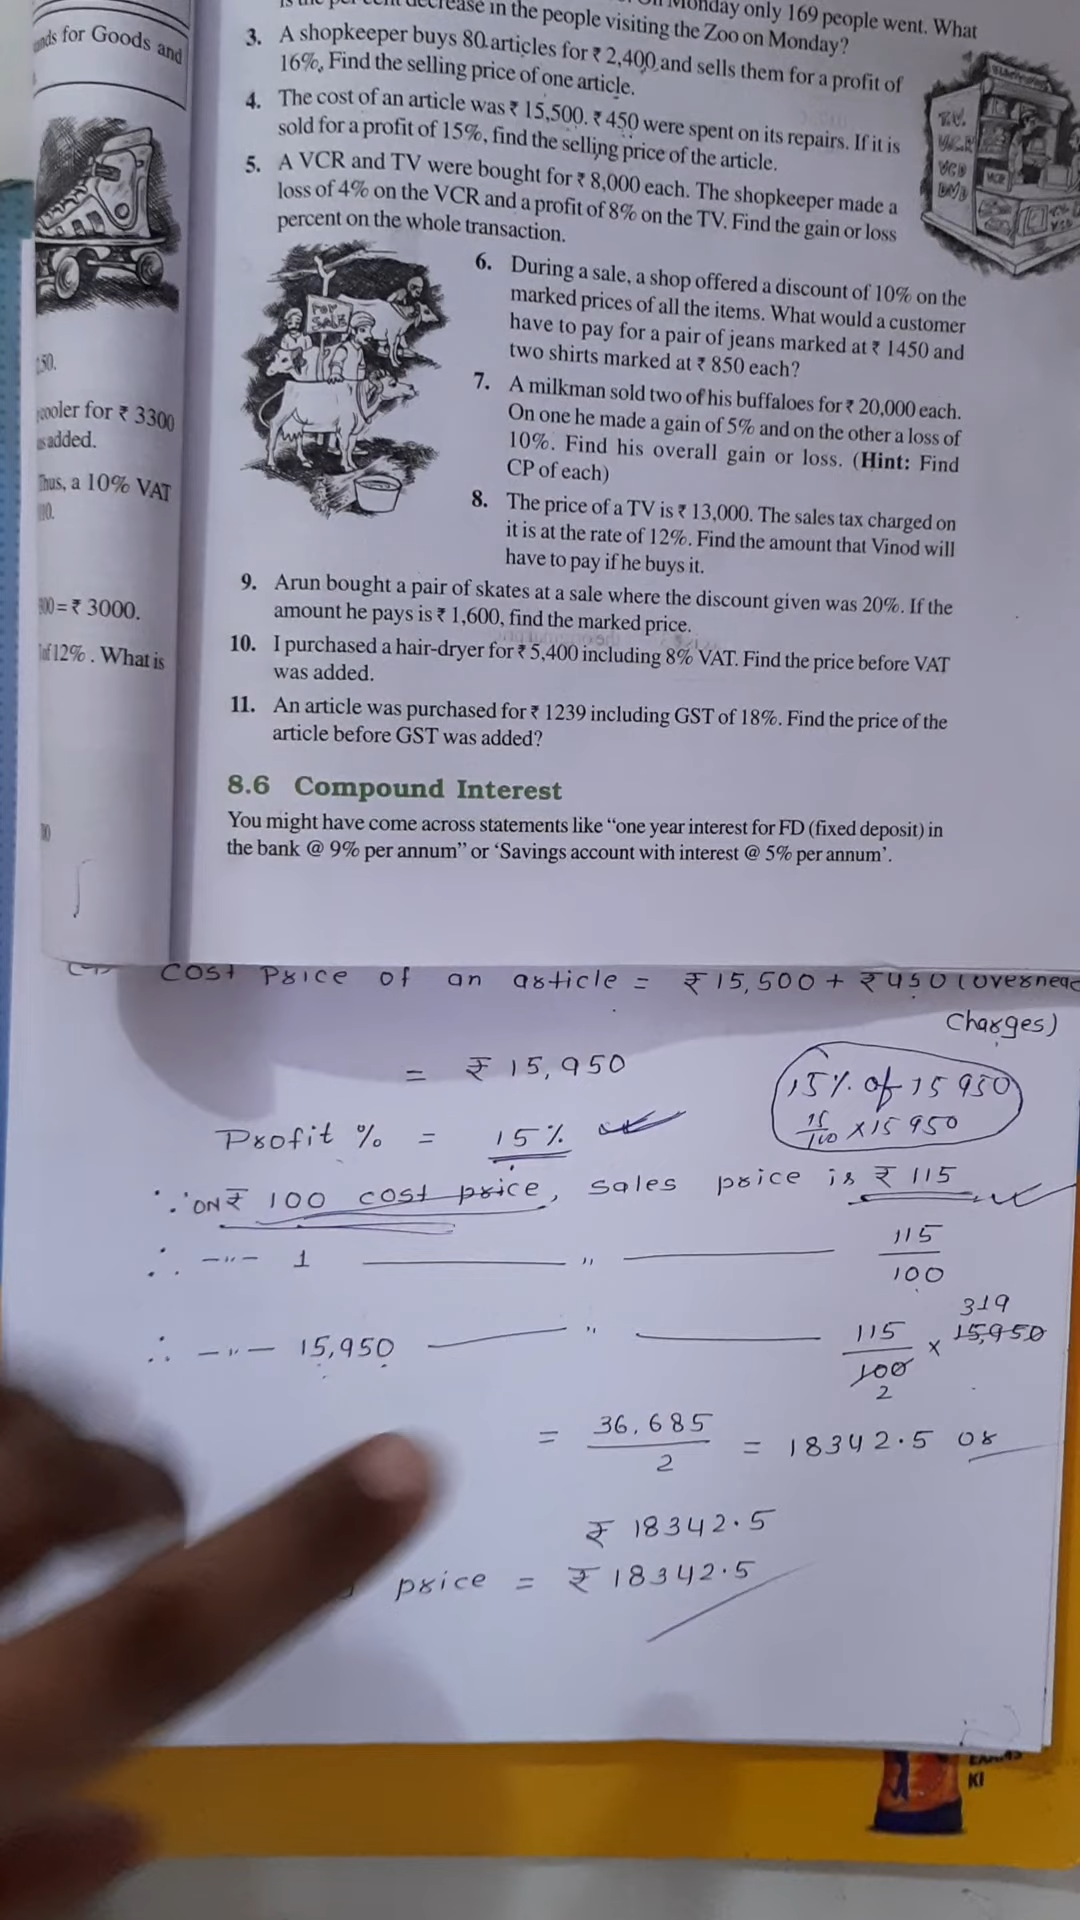 decrease in the people visiting the Zoo on Monday?
Monday only 169 people went. What
3. A shopkeeper buys 80 articles for ₹ 2,400 and sells them for a profit of
16%. Find the selling price of one article.
4. The cost of an article was ₹ 15,500. ₹ 450 were spent on its repairs. If it is
sold for a profit of 15%, find the selling price of the article.
5. A VCR and TV were bought for ₹ 8,000 each. The shopkeeper made a
loss of 4% on the VCR and a profit of 8% on the TV. Find the gain or loss
percent on the whole transaction.
T.V.
VCR
VCD
DVD
VCR
FOR
SALE
6. During a sale, a shop offered a discount of 10% on the
marked prices of all the items. What would a customer
have to pay for a pair of jeans marked at ₹ 1450 and
two shirts marked at ₹ 850 each?
7. A milkman sold two of his buffaloes for ₹ 20,000 each.
On one he made a gain of 5% and on the other a loss of
10%. Find his overall gain or loss. (Hint: Find
CP of each)
8. The price of a TV is ₹ 13,000. The sales tax charged on
it is at the rate of 12%. Find the amount that Vinod will
have to pay if he buys it.
9. Arun bought a pair of skates at a sale where the discount given was 20%. If the
amount he pays is ₹ 1,600, find the marked price.
10. I purchased a hair-dryer for ₹ 5,400 including 8% VAT. Find the price before VAT
was added.
11. An article was purchased for ₹ 1239 including GST of 18%. Find the price of the
article before GST was added?
8.6 Compound Interest
You might have come across statements like “one year interest for FD (fixed deposit) in
the bank @ 9% per annum” or ‘Savings account with interest @ 5% per annum’.
for Goods and
cooler for ₹ 3300
added.
Thus, a 10% VAT
= ₹ 3000.
of 12% . What is
Cost Price of an article = ₹ 15,500 + ₹ 450 (overhead
Charges)
= ₹ 15,950
15% of 15950
15/100 × 15950
Profit % = 15%
∵ ON ₹ 100 cost price, sales price is ₹ 115
∴ —"— 1 —— " —— 115/100
∴ —"— 15,950 —— " —— 115/100 × 15,950
319
2
= 36,685/2 = 18342.5 or
₹ 18342.5
price = ₹ 18342.5
KI